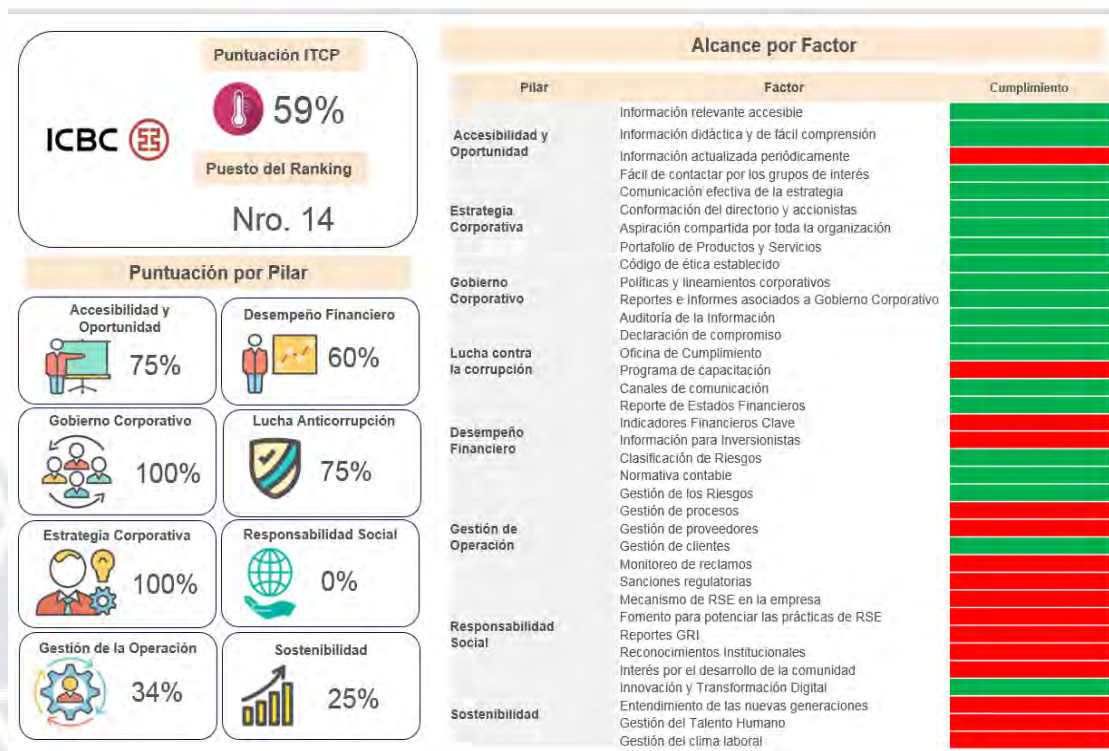 Puntuación ITCP
59%
ICBC
Puesto del Ranking
Nro. 14
Puntuación por Pilar
Accesibilidad y
Oportunidad
75%
Desempeño Financiero
60%
Gobierno Corporativo
100%
Lucha Anticorrupción
75%
Estrategia Corporativa
100%
Responsabilidad Social
0%
Gestión de la Operación
34%
Sostenibilidad
25%
Alcance por Factor
Pilar Factor Cumplimiento
Accesibilidad y
Oportunidad
Información relevante accesible
Información didáctica y de fácil comprensión
Información actualizada periódicamente
Fácil de contactar por los grupos de interés
Estrategia
Corporativa
Comunicación efectiva de la estrategia
Conformación del directorio y accionistas
Aspiración compartida por toda la organización
Portafolio de Productos y Servicios
Gobierno
Corporativo
Código de ética establecido
Políticas y lineamientos corporativos
Reportes e Informes asociados a Gobierno Corporativo
Auditoría de la Información
Lucha contra
la corrupción
Declaración de compromiso
Oficina de Cumplimiento
Programa de capacitación
Canales de comunicación
Desempeño
Financiero
Reporte de Estados Financieros
Indicadores Financieros Clave
Información para Inversionistas
Clasificación de Riesgos
Normativa contable
Gestión de
Operación
Gestión de los Riesgos
Gestión de procesos
Gestión de proveedores
Gestión de clientes
Monitoreo de reclamos
Sanciones regulatorias
Responsabilidad
Social
Mecanismo de RSE en la empresa
Fomento para potenciar las prácticas de RSE
Reportes GRI
Reconocimientos Institucionales
Interés por el desarrollo de la comunidad
Sostenibilidad
Innovación y Transformación Digital
Entendimiento de las nuevas generaciones
Gestión del Talento Humano
Gestión del clima laboral